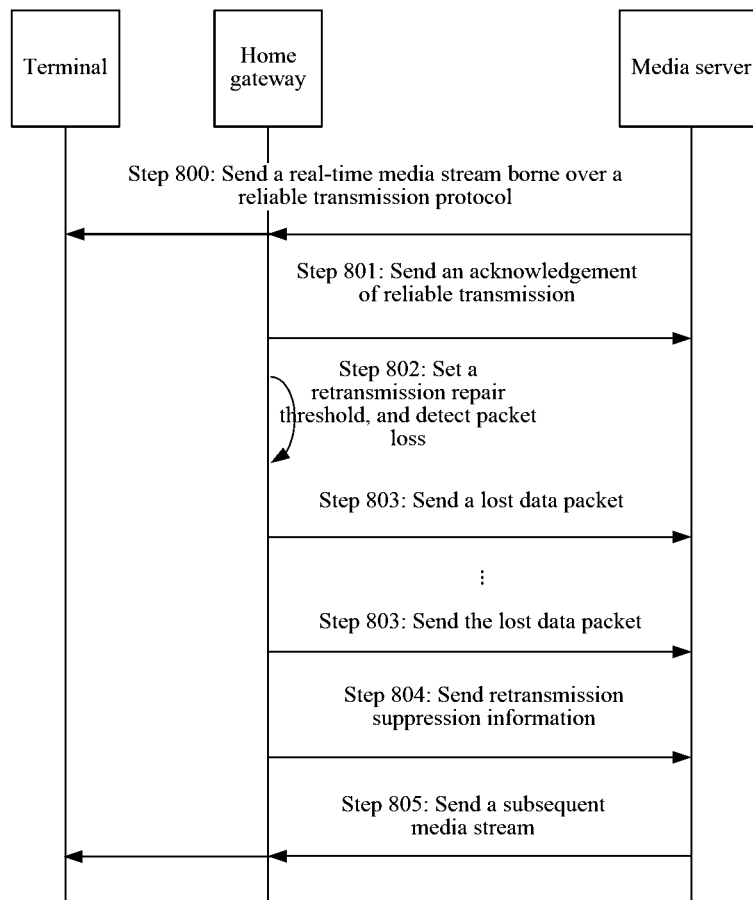 Terminal
Home
gateway
Media server
Step 800: Send a real-time media stream borne over a
reliable transmission protocol
Step 801: Send an acknowledgement
of reliable transmission
Step 802: Set a
retransmission repair
threshold, and detect packet
loss
Step 803: Send a lost data packet
...
Step 803: Send the lost data packet
Step 804: Send retransmission
suppression information
Step 805: Send a subsequent
media stream